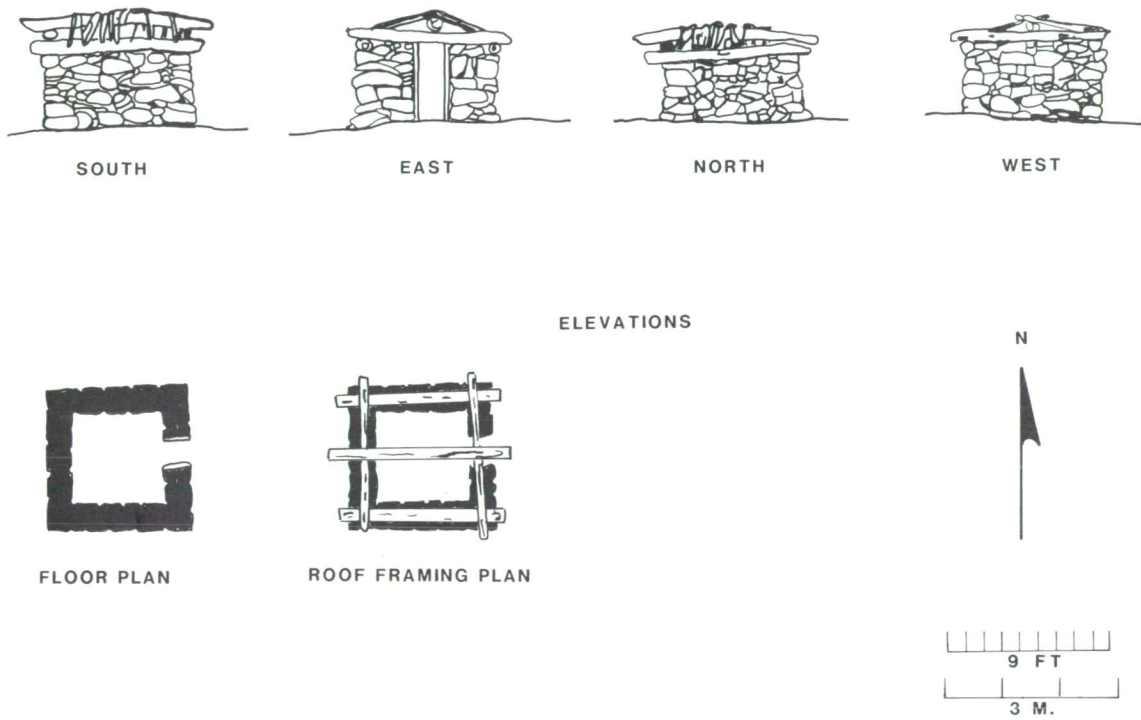 SOUTH
EAST
NORTH
WEST
ELEVATIONS
N
FLOOR PLAN
ROOF FRAMING PLAN
9 FT
3 M.